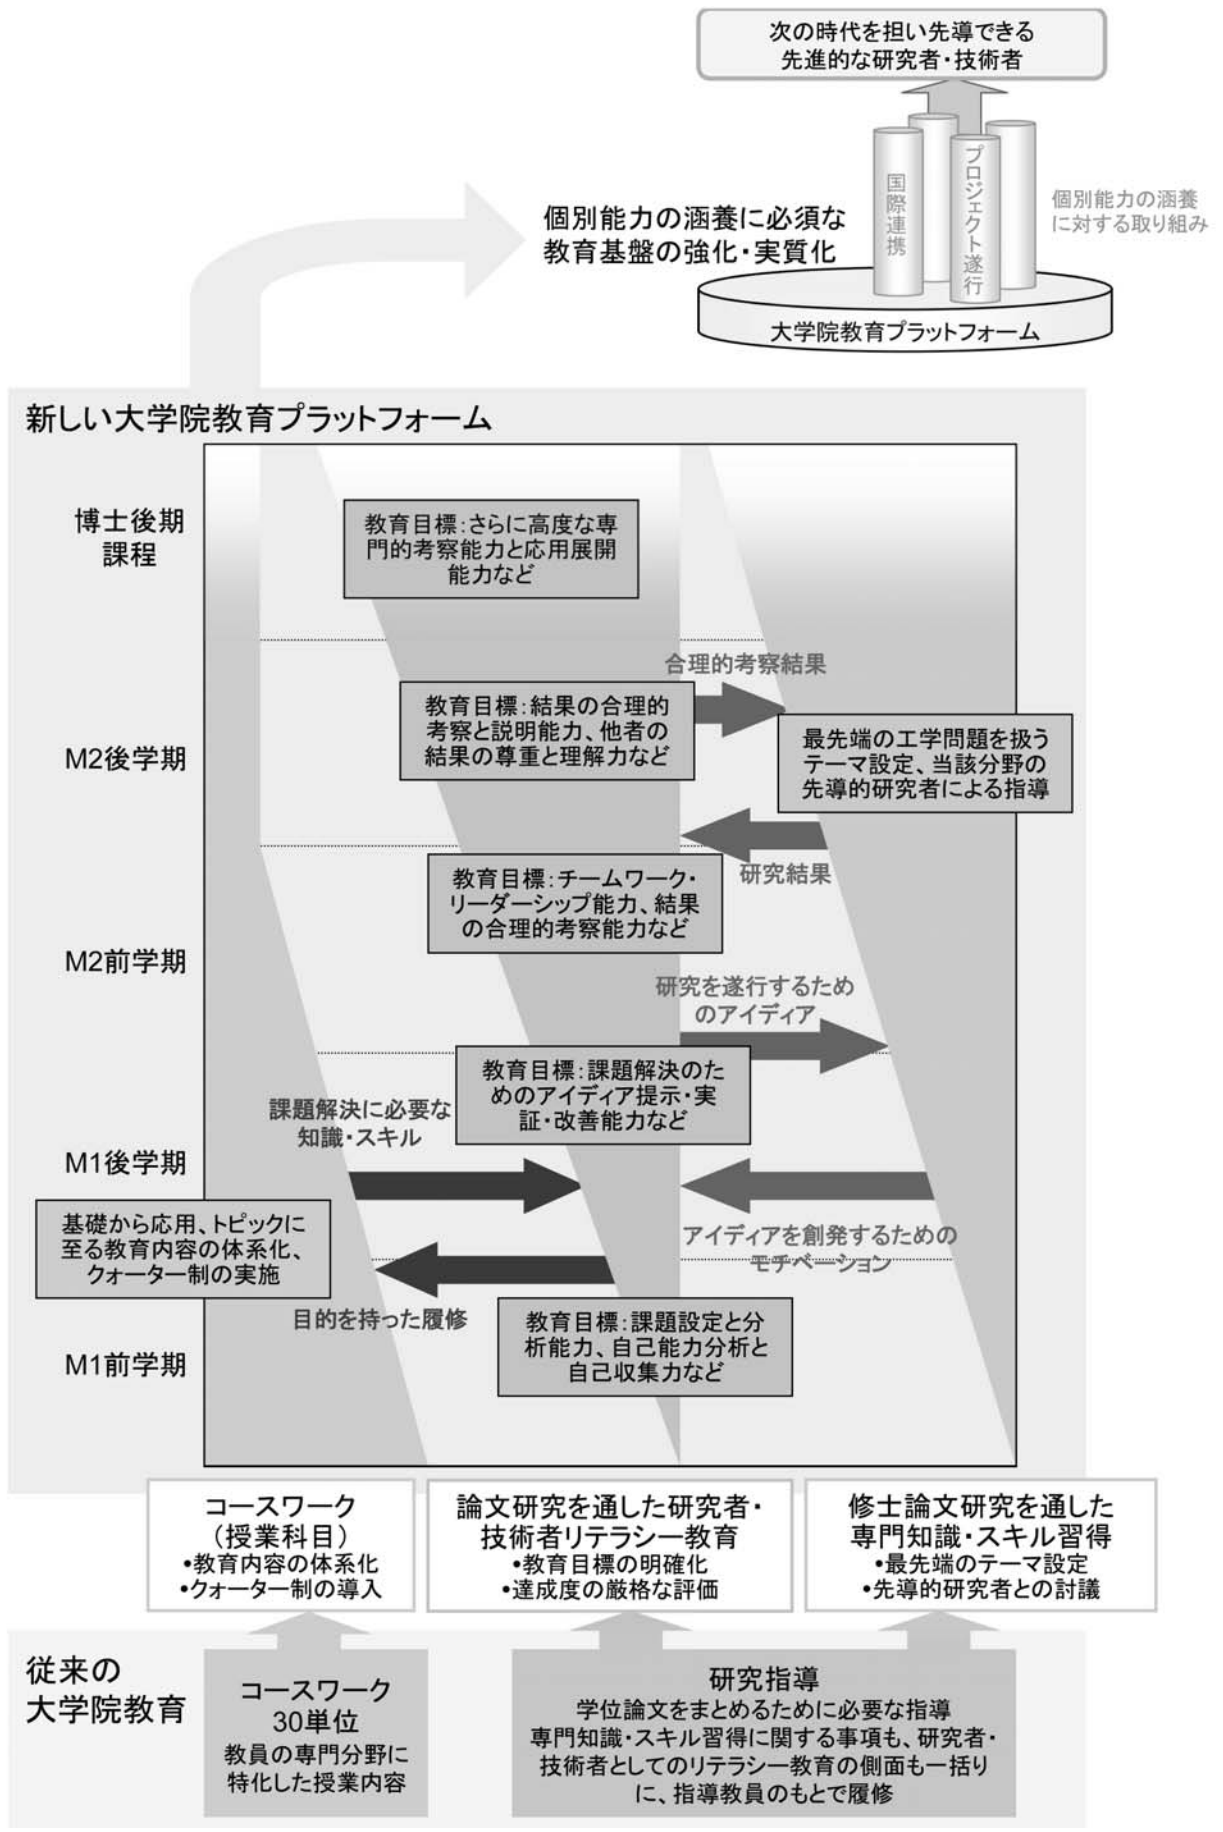 次の時代を担い先導できる
先進的な研究者・技術者
国際連携
プロジェクト遂行
個別能力の涵養
に対する取り組み
個別能力の涵養に必須な
教育基盤の強化・実質化
大学院教育プラットフォーム
新しい大学院教育プラットフォーム
博士後期
課程
教育目標：さらに高度な専
門的考察能力と応用展開
能力など
合理的考察結果
教育目標：結果の合理的
考察と説明能力、他者の
結果の尊重と理解力など
M2後学期
最先端の工学問題を扱う
テーマ設定、当該分野の
先導的研究者による指導
研究結果
教育目標：チームワーク・
リーダーシップ能力、結果
の合理的考察能力など
M2前学期
研究を遂行するため
のアイディア
教育目標：課題解決のた
めのアイディア提示・実
証・改善能力など
課題解決に必要な
知識・スキル
M1後学期
基礎から応用、トピックに
至る教育内容の体系化、
クォーター制の実施
アイディアを創発するための
モチベーション
目的を持った履修
教育目標：課題設定と分
析能力、自己能力分析と
自己収集力など
M1前学期
コースワーク
（授業科目）
•教育内容の体系化
•クォーター制の導入
論文研究を通した研究者・
技術者リテラシー教育
•教育目標の明確化
•達成度の厳格な評価
修士論文研究を通した
専門知識・スキル習得
•最先端のテーマ設定
•先導的研究者との討議
従来の
大学院教育
コースワーク
30単位
教員の専門分野に
特化した授業内容
研究指導
学位論文をまとめるために必要な指導
専門知識・スキル習得に関する事項も、研究者・
技術者としてのリテラシー教育の側面も一括り
に、指導教員のもとで履修